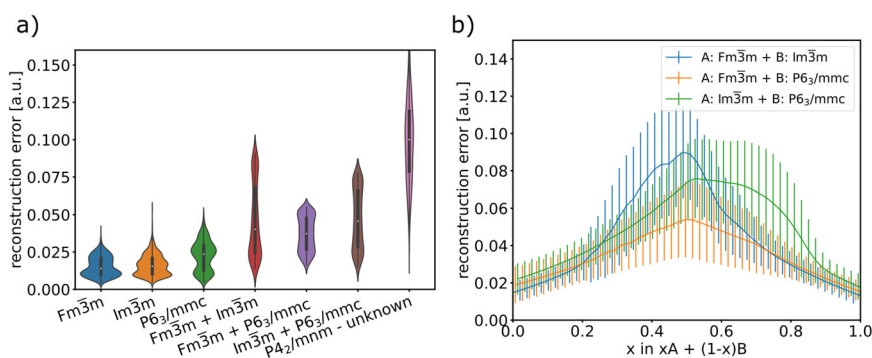 a)
reconstruction error [a.u.]
0.150
0.125
0.100
0.075
0.050
0.025
0.000
Fm3̅m
Im3̅m
P6₃/mmc
Fm3̅m + Im3̅m
Fm3̅m + P6₃/mmc
Im3̅m + P6₃/mmc
P4₂/mnm - unknown
b)
reconstruction error [a.u.]
0.14
0.12
0.10
0.08
0.06
0.04
0.02
0.00
A: Fm3̅m + B: Im3̅m
A: Fm3̅m + B: P6₃/mmc
A: Im3̅m + B: P6₃/mmc
0.0 0.2 0.4 0.6 0.8 1.0
x in xA + (1-x)B